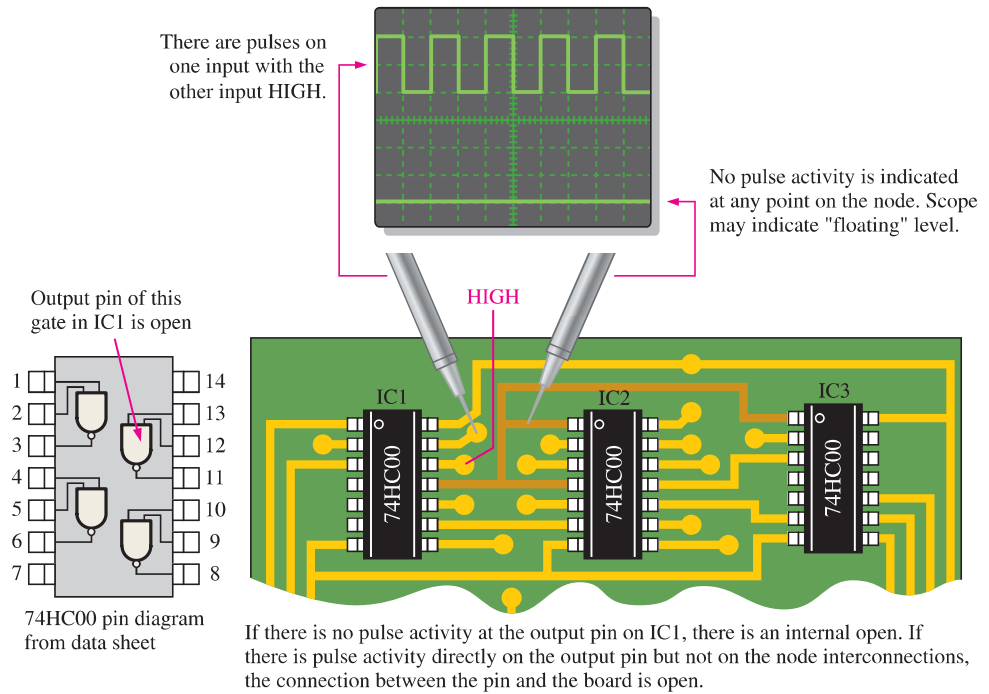 There are pulses on
one input with the
other input HIGH.
No pulse activity is indicated
at any point on the node. Scope
may indicate "floating" level.
Output pin of this
gate in IC1 is open
HIGH
1
2
3
4
5
6
7
14
13
12
11
10
9
8
74HC00 pin diagram
from data sheet
IC1
74HC00
IC2
74HC00
IC3
74HC00
If there is no pulse activity at the output pin on IC1, there is an internal open. If
there is pulse activity directly on the output pin but not on the node interconnections,
the connection between the pin and the board is open.